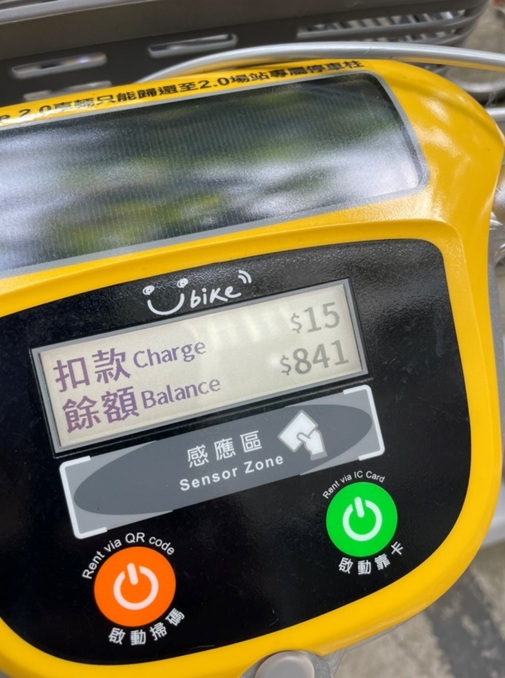 2.0車輛只能歸還至2.0場站專屬停車柱
Ubike
扣款 Charge $15
餘額 Balance $841
感應區
Sensor Zone
Rent via QR code
啟動掃碼
Rent via IC Card
啟動靠卡